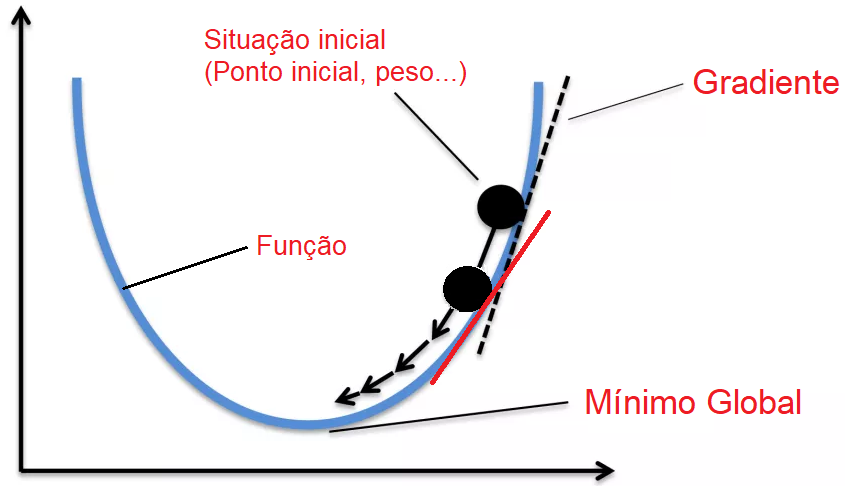 Situação inicial
(Ponto inicial, peso...)
Gradiente
Função
Mínimo Global